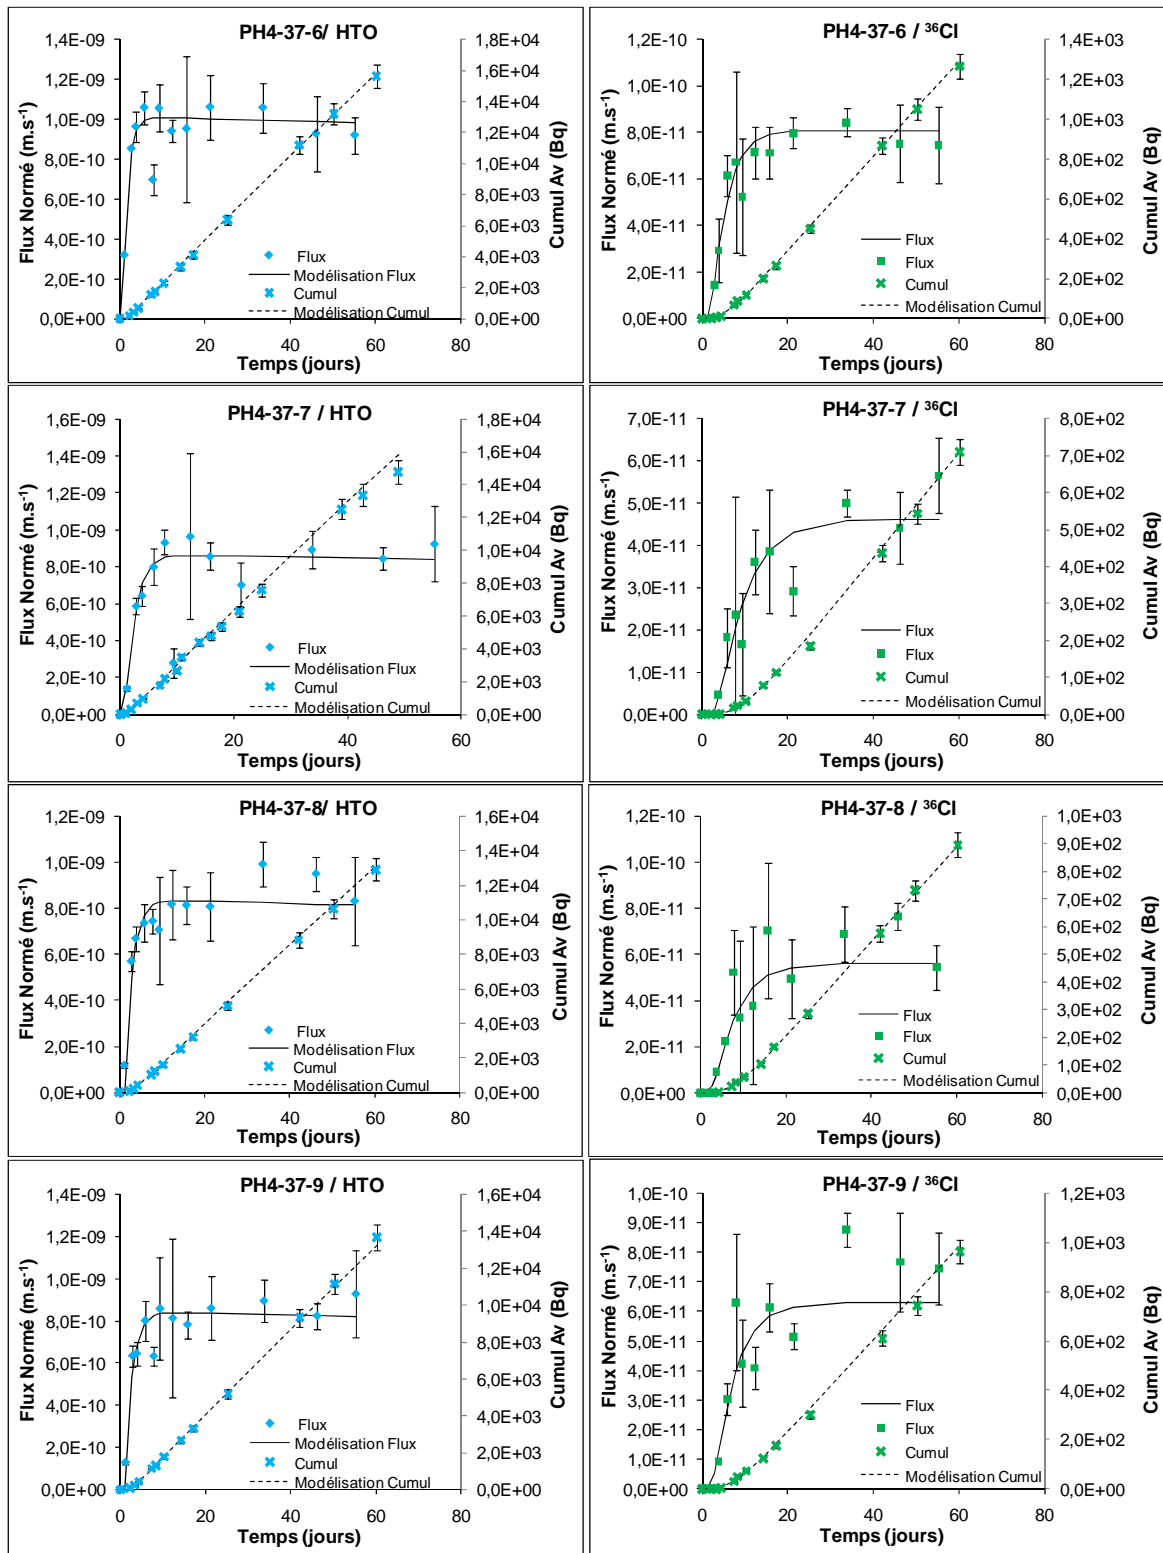 PH4-37-6/ HTO
1,4E-09
1,2E-09
1,0E-09
8,0E-10
6,0E-10
4,0E-10
2,0E-10
0,0E+00
Flux Normé (m.s-1)
1,8E+04
1,6E+04
1,4E+04
1,2E+04
1,0E+04
8,0E+03
6,0E+03
4,0E+03
2,0E+03
0,0E+00
Cumul Av (Bq)
Flux
Modélisation Flux
Cumul
Modélisation Cumul
0 20 40 60 80
Temps (jours)
PH4-37-6 / 36Cl
1,2E-10
1,0E-10
8,0E-11
6,0E-11
4,0E-11
2,0E-11
0,0E+00
Flux Normé (m.s-1)
1,4E+03
1,2E+03
1,0E+03
8,0E+02
6,0E+02
4,0E+02
2,0E+02
0,0E+00
Cumul Av (Bq)
Flux
Flux
Cumul
Modélisation Cumul
0 20 40 60 80
Temps (jours)
PH4-37-7 / HTO
1,6E-09
1,4E-09
1,2E-09
1,0E-09
8,0E-10
6,0E-10
4,0E-10
2,0E-10
0,0E+00
Flux Normé (m.s-1)
1,8E+04
1,6E+04
1,4E+04
1,2E+04
1,0E+04
8,0E+03
6,0E+03
4,0E+03
2,0E+03
0,0E+00
Cumul Av (Bq)
Flux
Modélisation Flux
Cumul
Modélisation Cumul
0 20 40 60
Temps (jours)
PH4-37-7 / 36Cl
7,0E-11
6,0E-11
5,0E-11
4,0E-11
3,0E-11
2,0E-11
1,0E-11
0,0E+00
Flux Normé (m.s-1)
8,0E+02
7,0E+02
6,0E+02
5,0E+02
4,0E+02
3,0E+02
2,0E+02
1,0E+02
0,0E+00
Cumul Av (Bq)
Flux
Flux
Cumul
Modélisation Cumul
0 20 40 60 80
Temps (jours)
PH4-37-8/ HTO
1,2E-09
1,0E-09
8,0E-10
6,0E-10
4,0E-10
2,0E-10
0,0E+00
Flux Normé (m.s-1)
1,6E+04
1,4E+04
1,2E+04
1,0E+04
8,0E+03
6,0E+03
4,0E+03
2,0E+03
0,0E+00
Cumul Av (Bq)
Flux
Modélisation Flux
Cumul
Modélisation Cumul
0 20 40 60 80
Temps (jours)
PH4-37-8 / 36Cl
1,2E-10
1,0E-10
8,0E-11
6,0E-11
4,0E-11
2,0E-11
0,0E+00
Flux Normé (m.s-1)
1,0E+03
9,0E+02
8,0E+02
7,0E+02
6,0E+02
5,0E+02
4,0E+02
3,0E+02
2,0E+02
1,0E+02
0,0E+00
Cumul Av (Bq)
Flux
Flux
Cumul
Modélisation Cumul
0 20 40 60 80
Temps (jours)
PH4-37-9 / HTO
1,4E-09
1,2E-09
1,0E-09
8,0E-10
6,0E-10
4,0E-10
2,0E-10
0,0E+00
Flux Normé (m.s-1)
1,6E+04
1,4E+04
1,2E+04
1,0E+04
8,0E+03
6,0E+03
4,0E+03
2,0E+03
0,0E+00
Cumul Av (Bq)
Flux
Modélisation Flux
Cumul
Modélisation Cumul
0 20 40 60 80
Temps (jours)
PH4-37-9 / 36Cl
1,0E-10
9,0E-11
8,0E-11
7,0E-11
6,0E-11
5,0E-11
4,0E-11
3,0E-11
2,0E-11
1,0E-11
0,0E+00
Flux Normé (m.s-1)
1,2E+03
1,0E+03
8,0E+02
6,0E+02
4,0E+02
2,0E+02
0,0E+00
Cumul Av (Bq)
Flux
Flux
Cumul
Modélisation Cumul
0 20 40 60 80
Temps (jours)